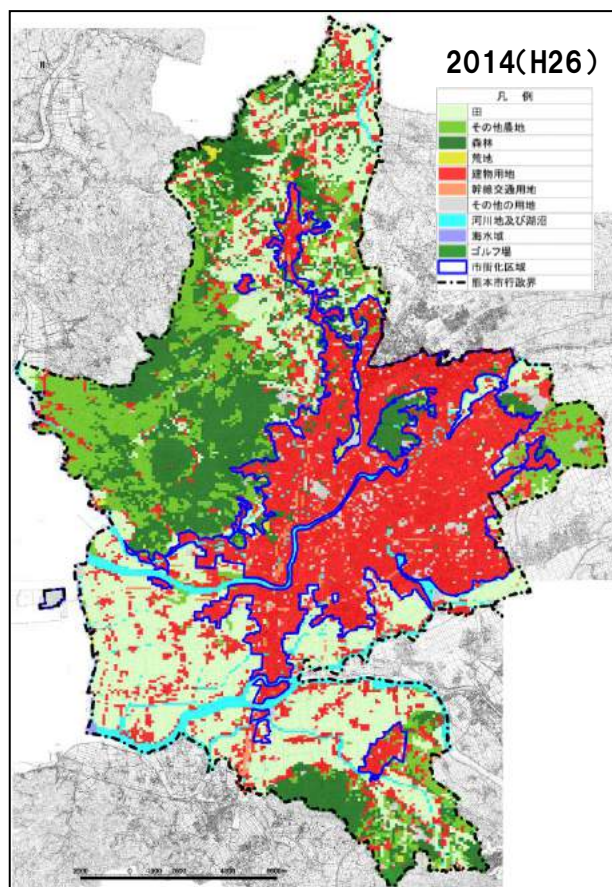 2014(H26)
凡 例
田
その他農地
森林
荒地
建物用地
幹線交通用地
その他の用地
河川地及び湖沼
海水域
ゴルフ場
市街化区域
熊本市行政界